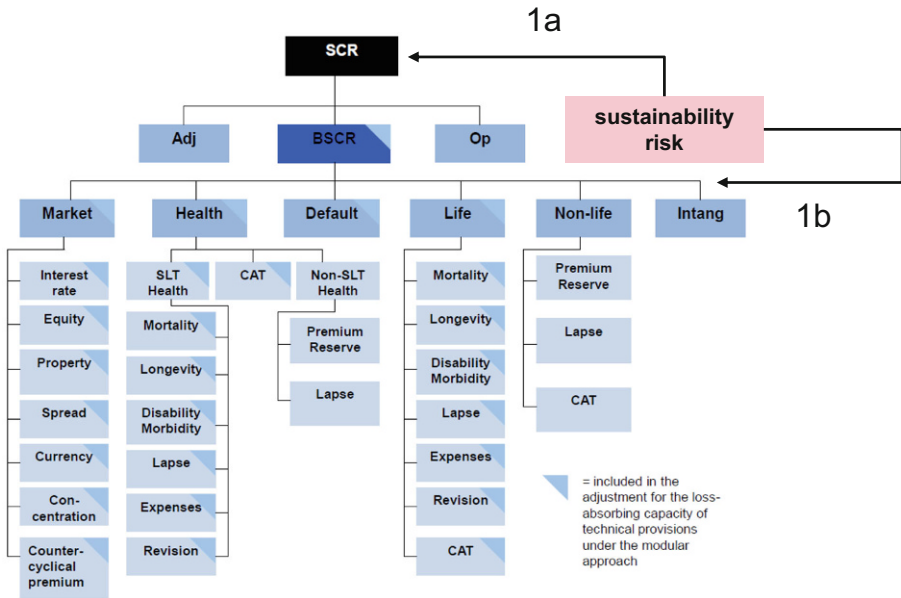 1a
SCR
sustainability
risk
Adj
BSCR
Op
1b
Market
Health
Default
Life
Non-life
Intang
Interest
rate
Equity
Property
Spread
Currency
Con-
centration
Counter-
cyclical
premium
SLT
Health
CAT
Non-SLT
Health
Mortality
Longevity
Disability
Morbidity
Lapse
Expenses
Revision
Premium
Reserve
Lapse
Mortality
Longevity
Disability
Morbidity
Lapse
Expenses
Revision
CAT
Premium
Reserve
Lapse
CAT
= included in the
adjustment for the loss-
absorbing capacity of
technical provisions
under the modular
approach